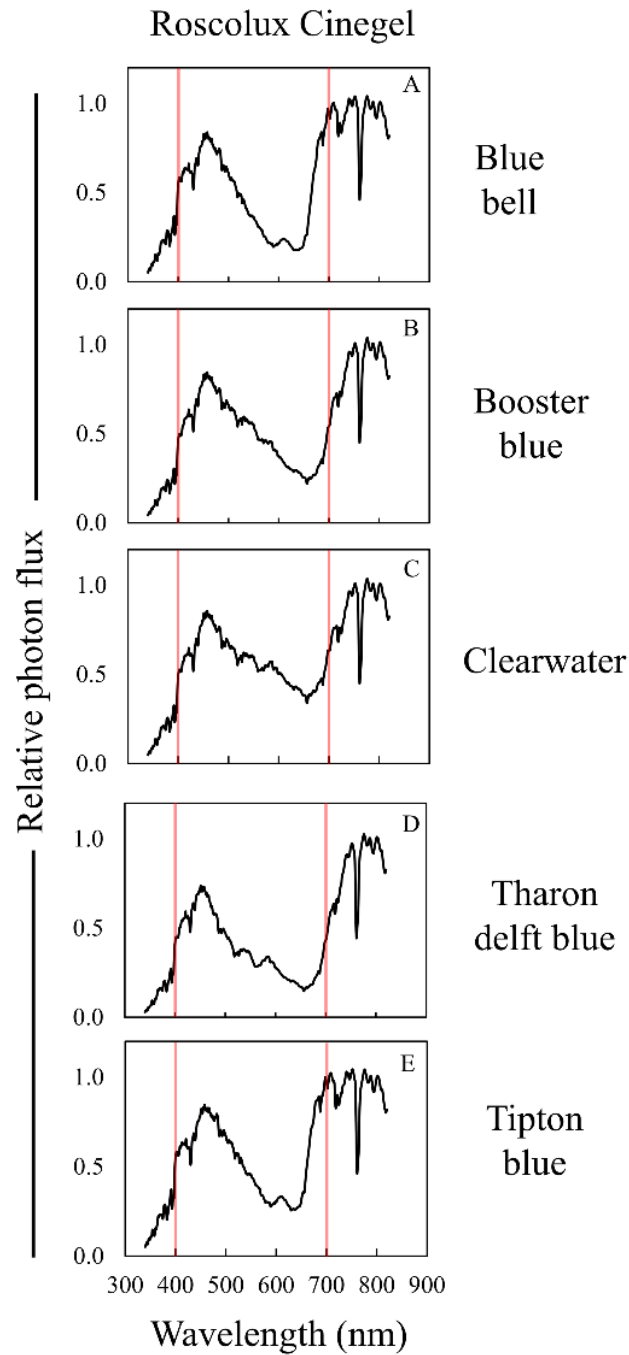 Roscolux Cinegel
Relative photon flux
A
1.0
0.5
0.0
Blue
bell
B
1.0
0.5
0.0
Booster
blue
C
1.0
0.5
0.0
Clearwater
D
1.0
0.5
0.0
Tharon
delft blue
E
1.0
0.5
0.0
Tipton
blue
300 400 500 600 700 800 900
Wavelength (nm)